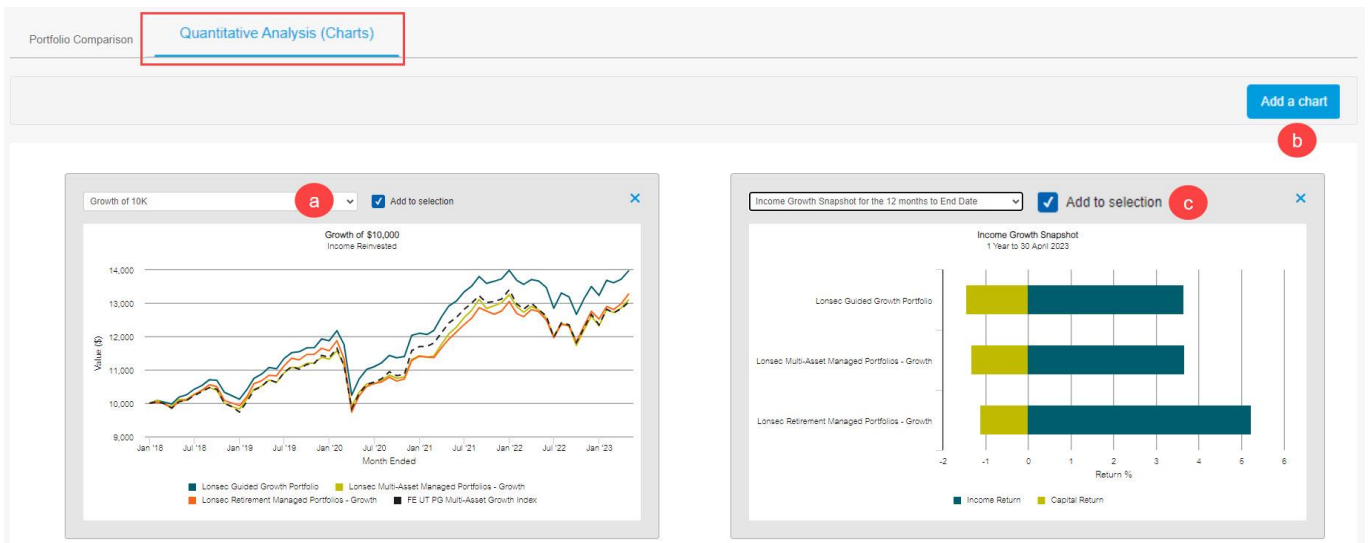 Portfolio Comparison
Quantitative Analysis (Charts)
Add a chart
b
Growth of 10K
a
Add to selection
Growth of $10,000
Income Reinvested
14,000
13,000
12,000
11,000
10,000
9,000
Value ($)
Jan '18 Jul '18 Jan '19 Jul '19 Jan '20 Jul '20 Jan '21 Jul '21 Jan '22 Jul '22 Jan '23
Month Ended
Lonsec Guided Growth Portfolio Lonsec Multi-Asset Managed Portfolios - Growth
Lonsec Retirement Managed Portfolios - Growth FE UT PG Multi-Asset Growth Index
Income Growth Snapshot for the 12 months to End Date
Add to selection
c
Income Growth Snapshot
1 Year to 30 April 2023
Lonsec Guided Growth Portfolio
Lonsec Multi-Asset Managed Portfolios - Growth
Lonsec Retirement Managed Portfolios - Growth
-2 -1 0 1 2 3 4 5 6
Return %
Income Return Capital Return